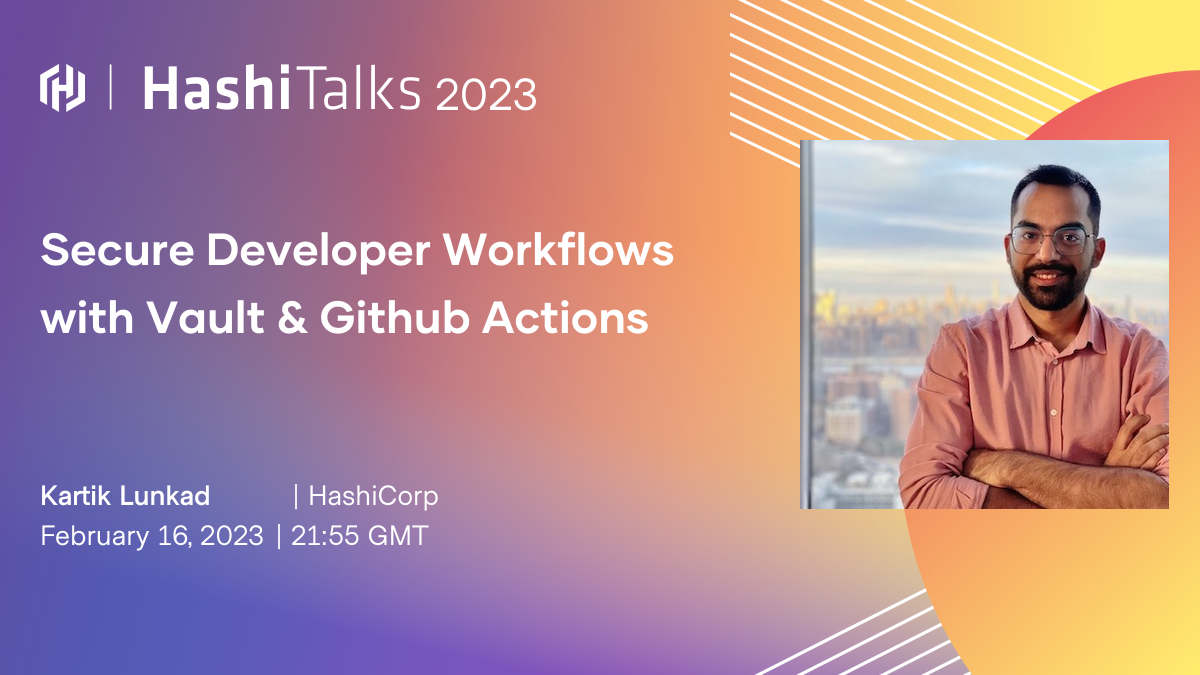 HashiTalks 2023
Secure Developer Workflows
with Vault & Github Actions
Kartik Lunkad | HashiCorp
February 16, 2023 | 21:55 GMT